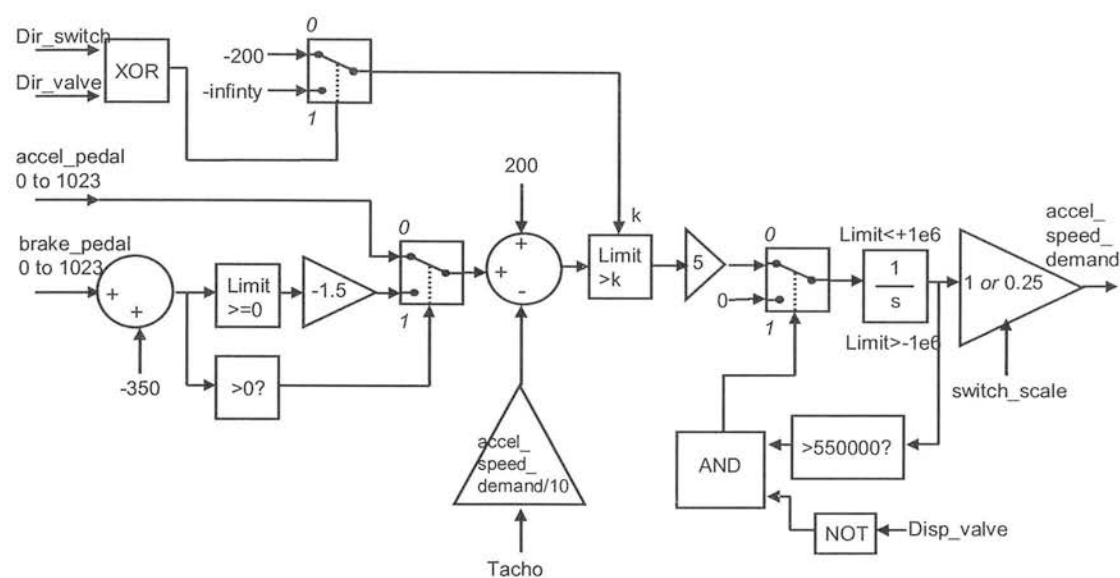 Dir_switch
Dir_valve
XOR
0
-200
-infinty
1
accel_pedal
0 to 1023
brake_pedal
0 to 1023
+
+
-350
Limit
>=0
-1.5
>0?
0
1
200
+
+
-
accel_
speed_
demand/10
Tacho
k
Limit
>k
5
0
0
1
Limit<+1e6
1
s
Limit>-1e6
1 or 0.25
accel_
speed_
demand
switch_scale
>550000?
AND
NOT
Disp_valve